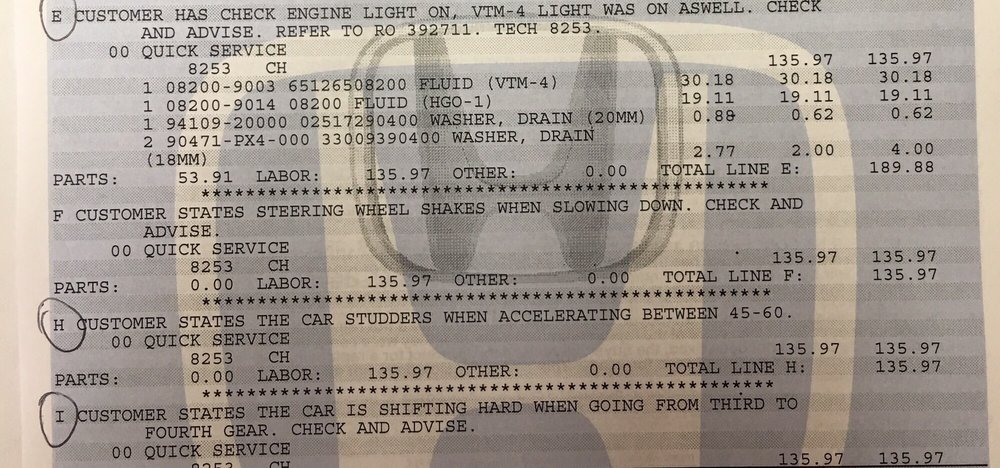 E CUSTOMER HAS CHECK ENGINE LIGHT ON, VTM-4 LIGHT WAS ON ASWELL. CHECK
AND ADVISE. REFER TO RO 392711. TECH 8253.
00 QUICK SERVICE
8253 CH 135.97 135.97
1 08200-9003 65126508200 FLUID (VTM-4) 30.18 30.18 30.18
1 08200-9014 08200 FLUID (HGO-1) 19.11 19.11 19.11
1 94109-20000 02517290400 WASHER, DRAIN (20MM) 0.88 0.62 0.62
2 90471-PX4-000 33009390400 WASHER, DRAIN
(18MM) 2.77 2.00 4.00
PARTS: 53.91 LABOR: 135.97 OTHER: 0.00 TOTAL LINE E: 189.88
****************************************************
F CUSTOMER STATES STEERING WHEEL SHAKES WHEN SLOWING DOWN. CHECK AND
ADVISE.
00 QUICK SERVICE
8253 CH 135.97 135.97
PARTS: 0.00 LABOR: 135.97 OTHER: 0.00 TOTAL LINE F: 135.97
****************************************************
H CUSTOMER STATES THE CAR STUDDERS WHEN ACCELERATING BETWEEN 45-60.
00 QUICK SERVICE
8253 CH 135.97 135.97
PARTS: 0.00 LABOR: 135.97 OTHER: 0.00 TOTAL LINE H: 135.97
****************************************************
I CUSTOMER STATES THE CAR IS SHIFTING HARD WHEN GOING FROM THIRD TO
FOURTH GEAR. CHECK AND ADVISE.
00 QUICK SERVICE
8253 CH 135.97 135.97